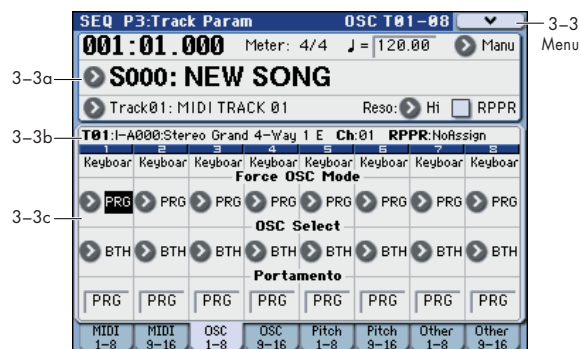 SEQ P3:Track Param OSC T01-08
3–3
Menu
001:01.000 Meter: 4/4 ♩= 120.00 Manu
3–3a
S000: NEW SONG
Track01: MIDI TRACK 01 Reso: Hi RPPR
3–3b
T01:I-A000:Stereo Grand 4-Way 1 E Ch:01 RPPR:NoAssign
1 2 3 4 5 6 7 8
Keyboar Keyboar Keyboar Keyboar Keyboar Keyboar Keyboar Keyboar
Force OSC Mode
3–3c
PRG PRG PRG PRG PRG PRG PRG PRG
OSC Select
BTH BTH BTH BTH BTH BTH BTH BTH
Portamento
PRG PRG PRG PRG PRG PRG PRG PRG
MIDI 1-8 MIDI 9-16 OSC 1-8 OSC 9-16 Pitch 1-8 Pitch 9-16 Other 1-8 Other 9-16